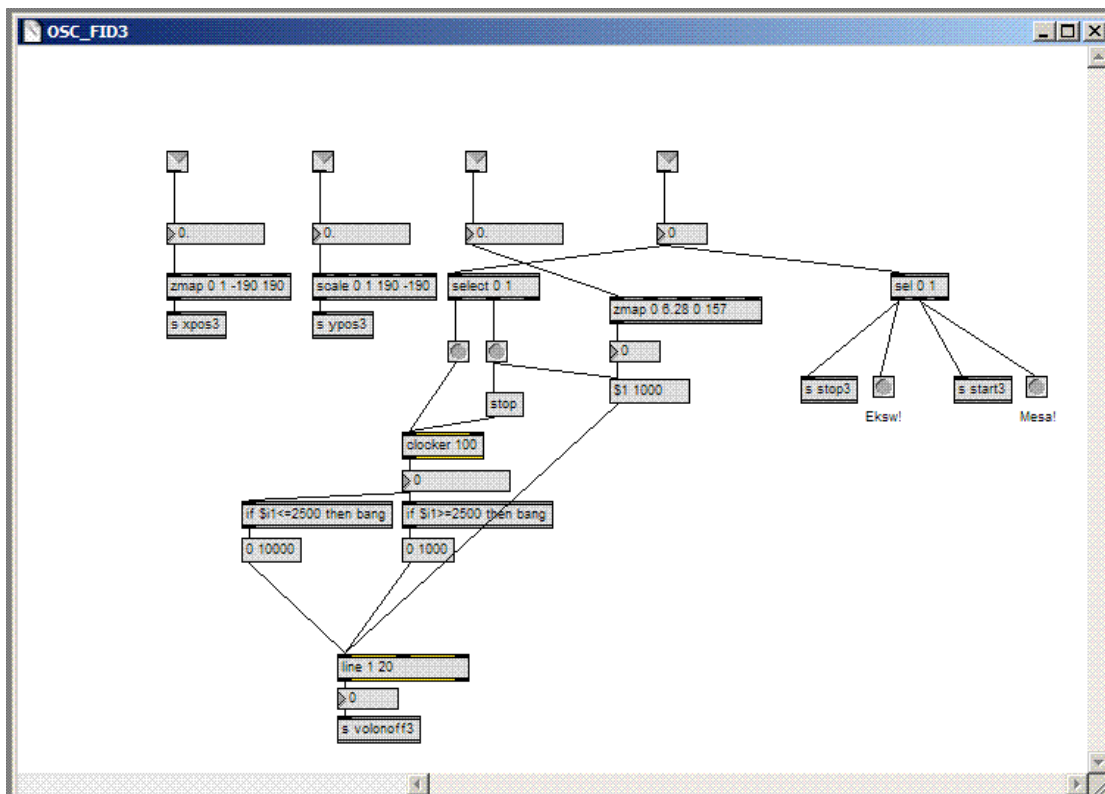 OSC_FID3
0. 0. 0. 0
zmap 0 1 -190 190 scale 0 1 190 -190 select 0 1 sel 0 1
zmap 0 6.28 0 157
s xpos3 s ypos3
0
$1 1000 s stop3 s start3
stop
Eksw! Mesa!
clocker 100
0
if $i1<=2500 then bang if $i1>=2500 then bang
0 10000 0 1000
line 1 20
0
s volonoff3